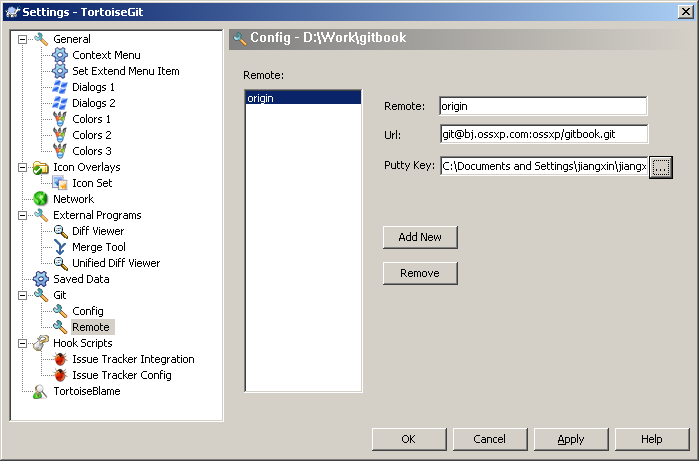 Settings - TortoiseGit
General
Context Menu
Set Extend Menu Item
Dialogs 1
Dialogs 2
Colors 1
Colors 2
Colors 3
Icon Overlays
Icon Set
Network
External Programs
Diff Viewer
Merge Tool
Unified Diff Viewer
Saved Data
Git
Config
Remote
Hook Scripts
Issue Tracker Integration
Issue Tracker Config
TortoiseBlame
Config - D:\Work\gitbook
Remote:
origin
Remote: origin
Url: git@bj.ossxp.com:ossxp/gitbook.git
Putty Key: C:\Documents and Settings\jiangxin\jiangx ...
Add New
Remove
OK Cancel Apply Help